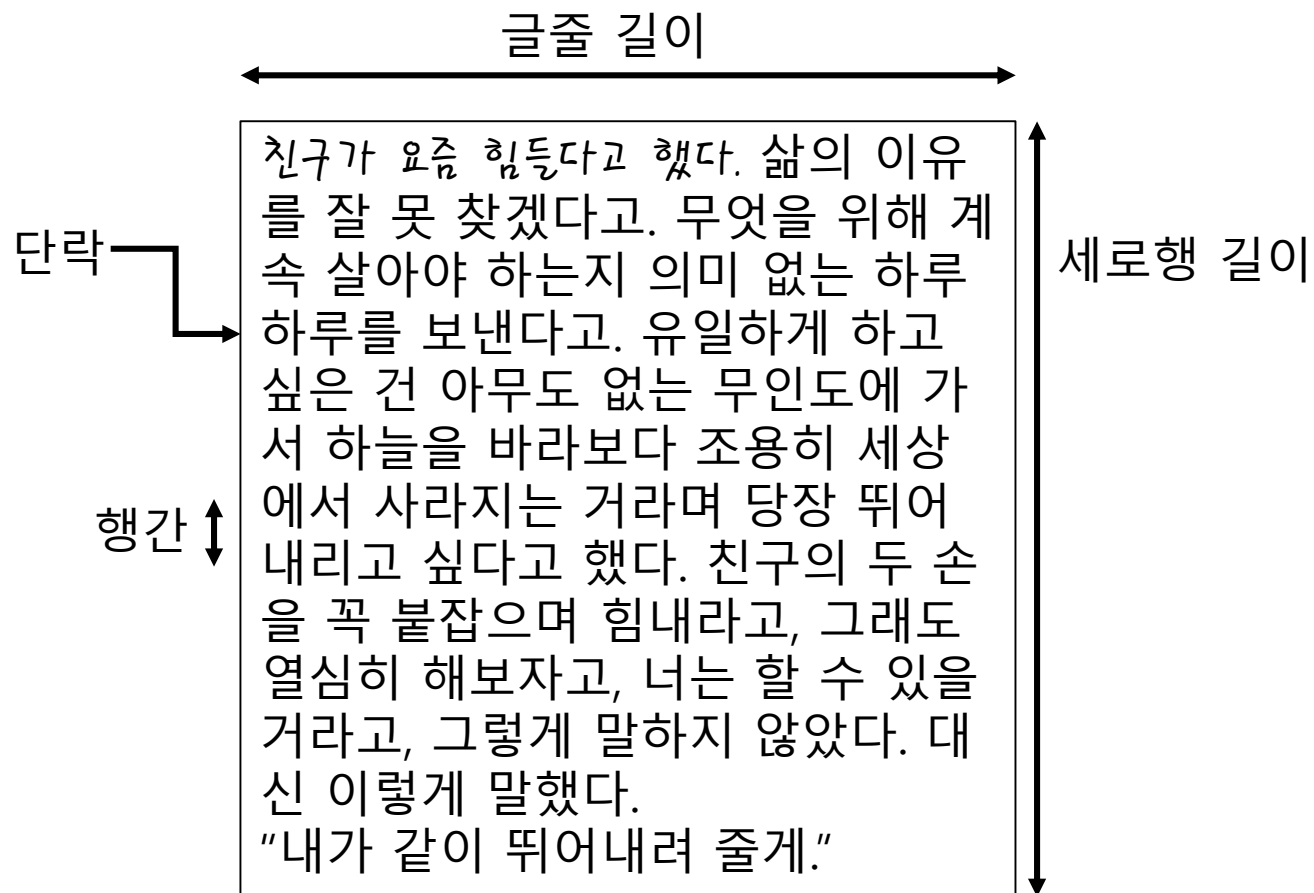 글줄 길이
친구가 요즘 힘들다고 했다. 삶의 이유
를 잘 못 찾겠다고. 무엇을 위해 계
단락
속 살아야 하는지 의미 없는 하루
세로행 길이
하루를 보낸다고. 유일하게 하고
싶은 건 아무도 없는 무인도에 가
서 하늘을 바라보다 조용히 세상
에서 사라지는 거라며 당장 뛰어
행간
내리고 싶다고 했다. 친구의 두 손
을 꼭 붙잡으며 힘내라고, 그래도
열심히 해보자고, 너는 할 수 있을
거라고, 그렇게 말하지 않았다. 대
신 이렇게 말했다.
"내가 같이 뛰어내려 줄게."